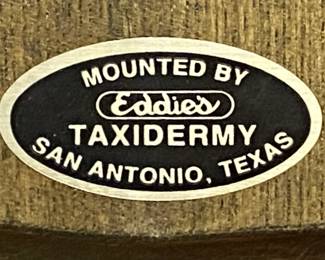 MOUNTED BY
Eddie's
TAXIDERMY
SAN ANTONIO, TEXAS